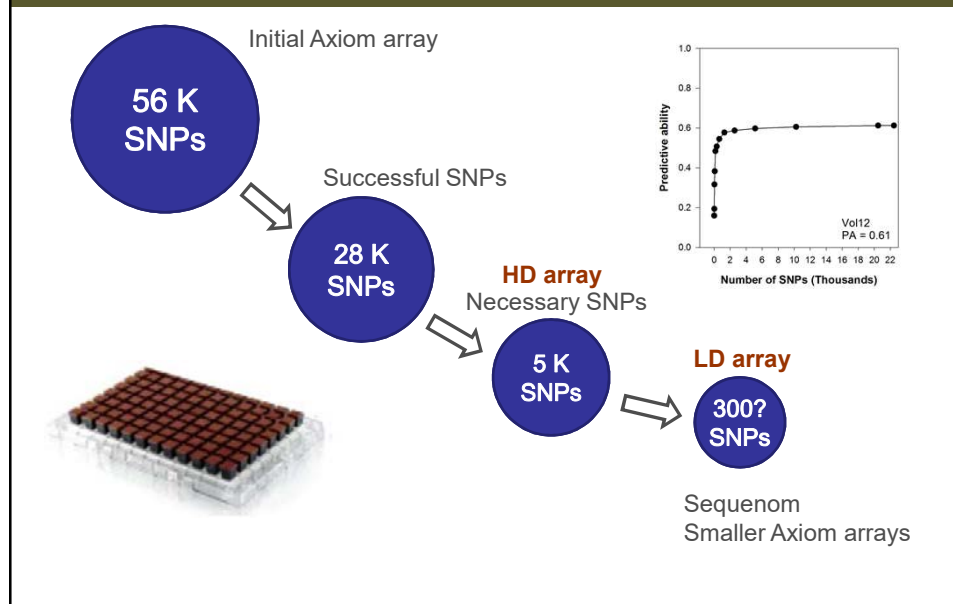 Initial Axiom array
56 K
SNPs
Successful SNPs
28 K
SNPs
HD array
Necessary SNPs
5 K
SNPs
LD array
300?
SNPs
Sequenom
Smaller Axiom arrays
1.0
0.8
0.6
0.4
0.2
0.0
Predictive ability
Vol12
PA = 0.61
0 2 4 6 8 10 12 14 16 18 20 22
Number of SNPs (Thousands)